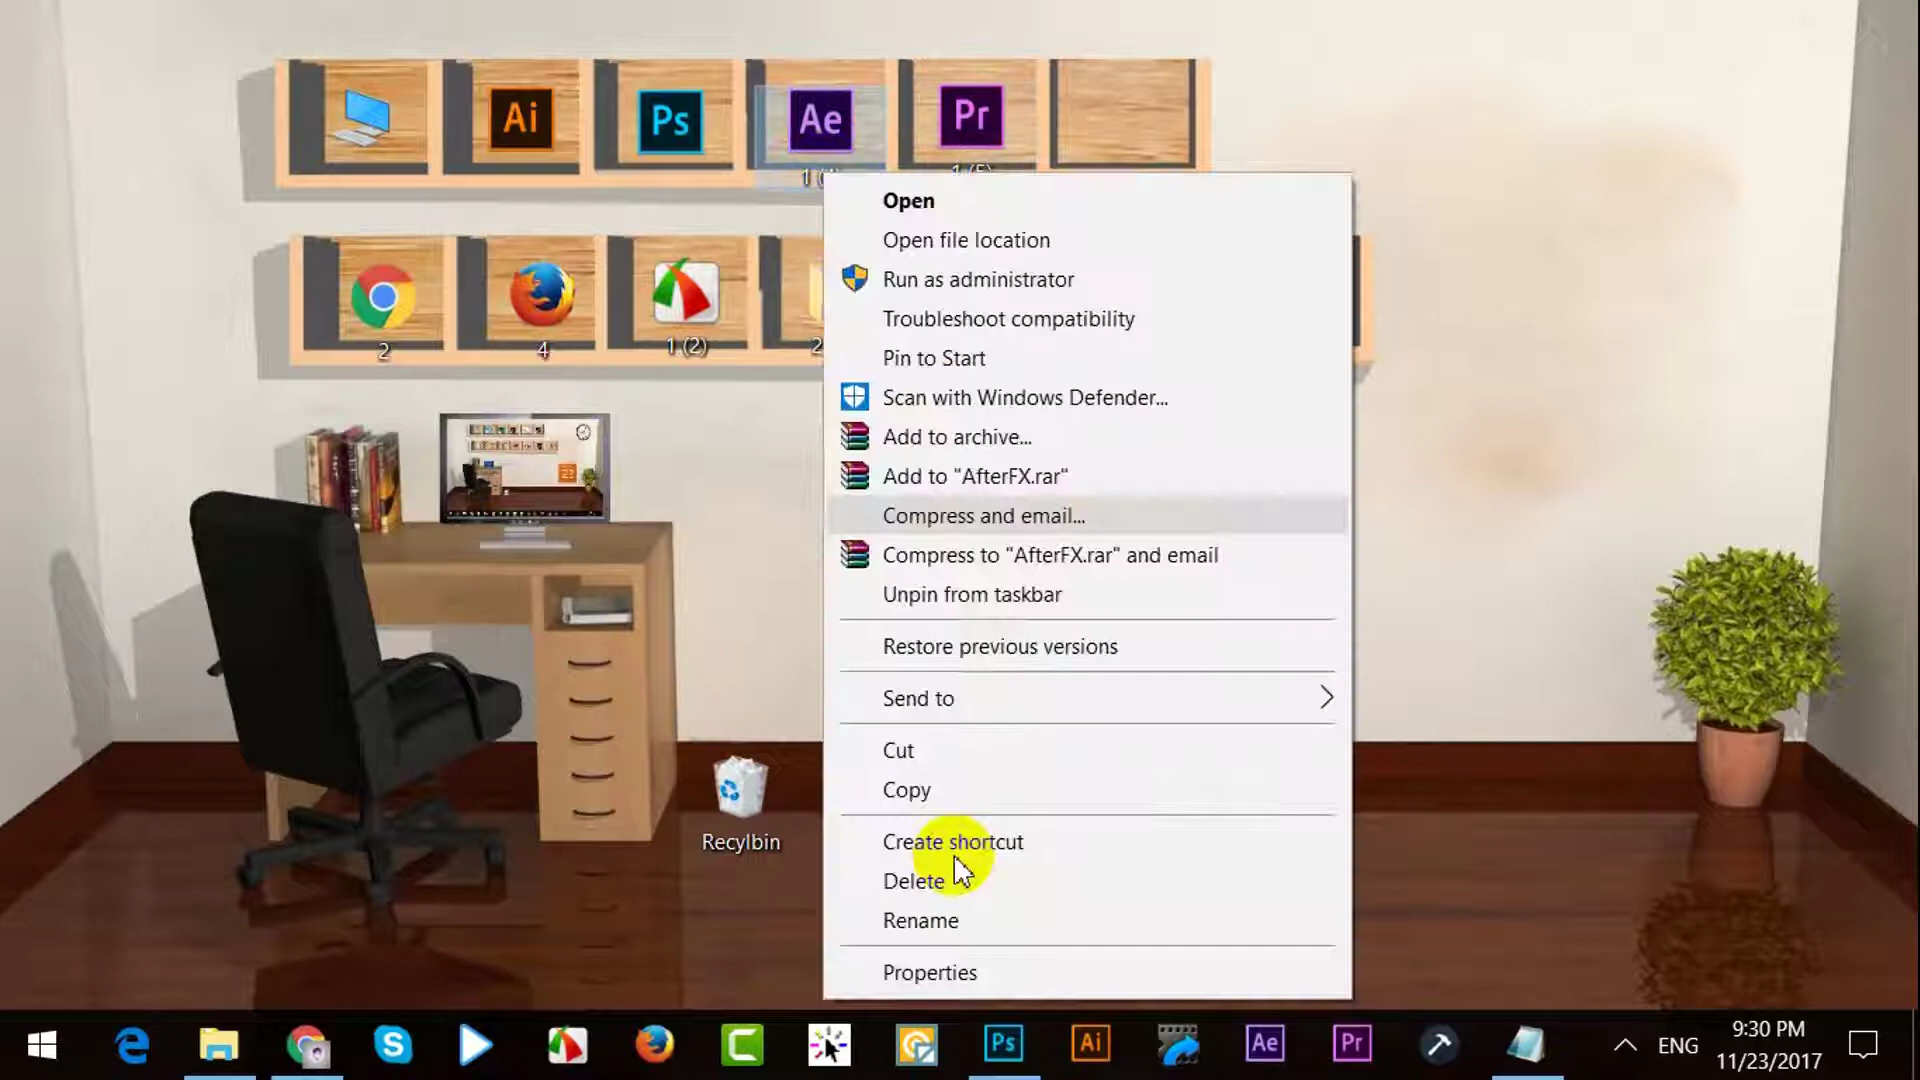 Ai
Ps
Ae
Pr
1 (5)
2
4
1 (2)
2
Open
Open file location
Run as administrator
Troubleshoot compatibility
Pin to Start
Scan with Windows Defender...
Add to archive...
Add to "AfterFX.rar"
Compress and email...
Compress to "AfterFX.rar" and email
Unpin from taskbar
Restore previous versions
Send to
Cut
Copy
Create shortcut
Delete
Rename
Properties
Recylbin
Ps
Ai
Ae
Pr
ENG
9:30 PM
11/23/2017